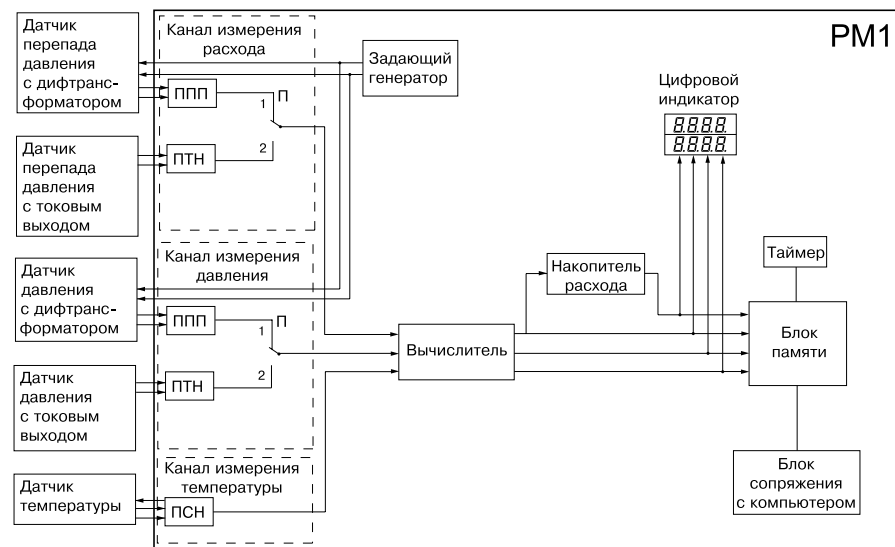 РМ1
Датчик
перепада
давления
с дифтранс-
форматором
Канал измерения
расхода
ППП
1
П
2
ПТН
Задающий
генератор
Цифровой
индикатор
8.8.8.8.
8.8.8.8.
Датчик
перепада
давления
с токовым
выходом
Датчик
давления
с дифтранс-
форматором
Канал измерения
давления
ППП
1
П
2
ПТН
Накопитель
расхода
Таймер
Вычислитель
Блок
памяти
Датчик
давления
с токовым
выходом
Датчик
температуры
Канал измерения
температуры
ПСН
Блок
сопряжения
с компьютером